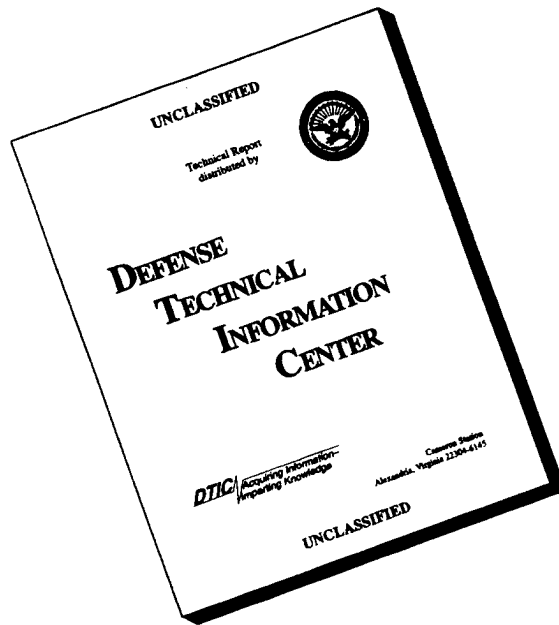 UNCLASSIFIED
Technical Report
distributed by
DEFENSE
TECHNICAL
INFORMATION
CENTER
DTIC Acquiring Information–
Imparting Knowledge
Cameron Station
Alexandria, Virginia 22304-6145
UNCLASSIFIED